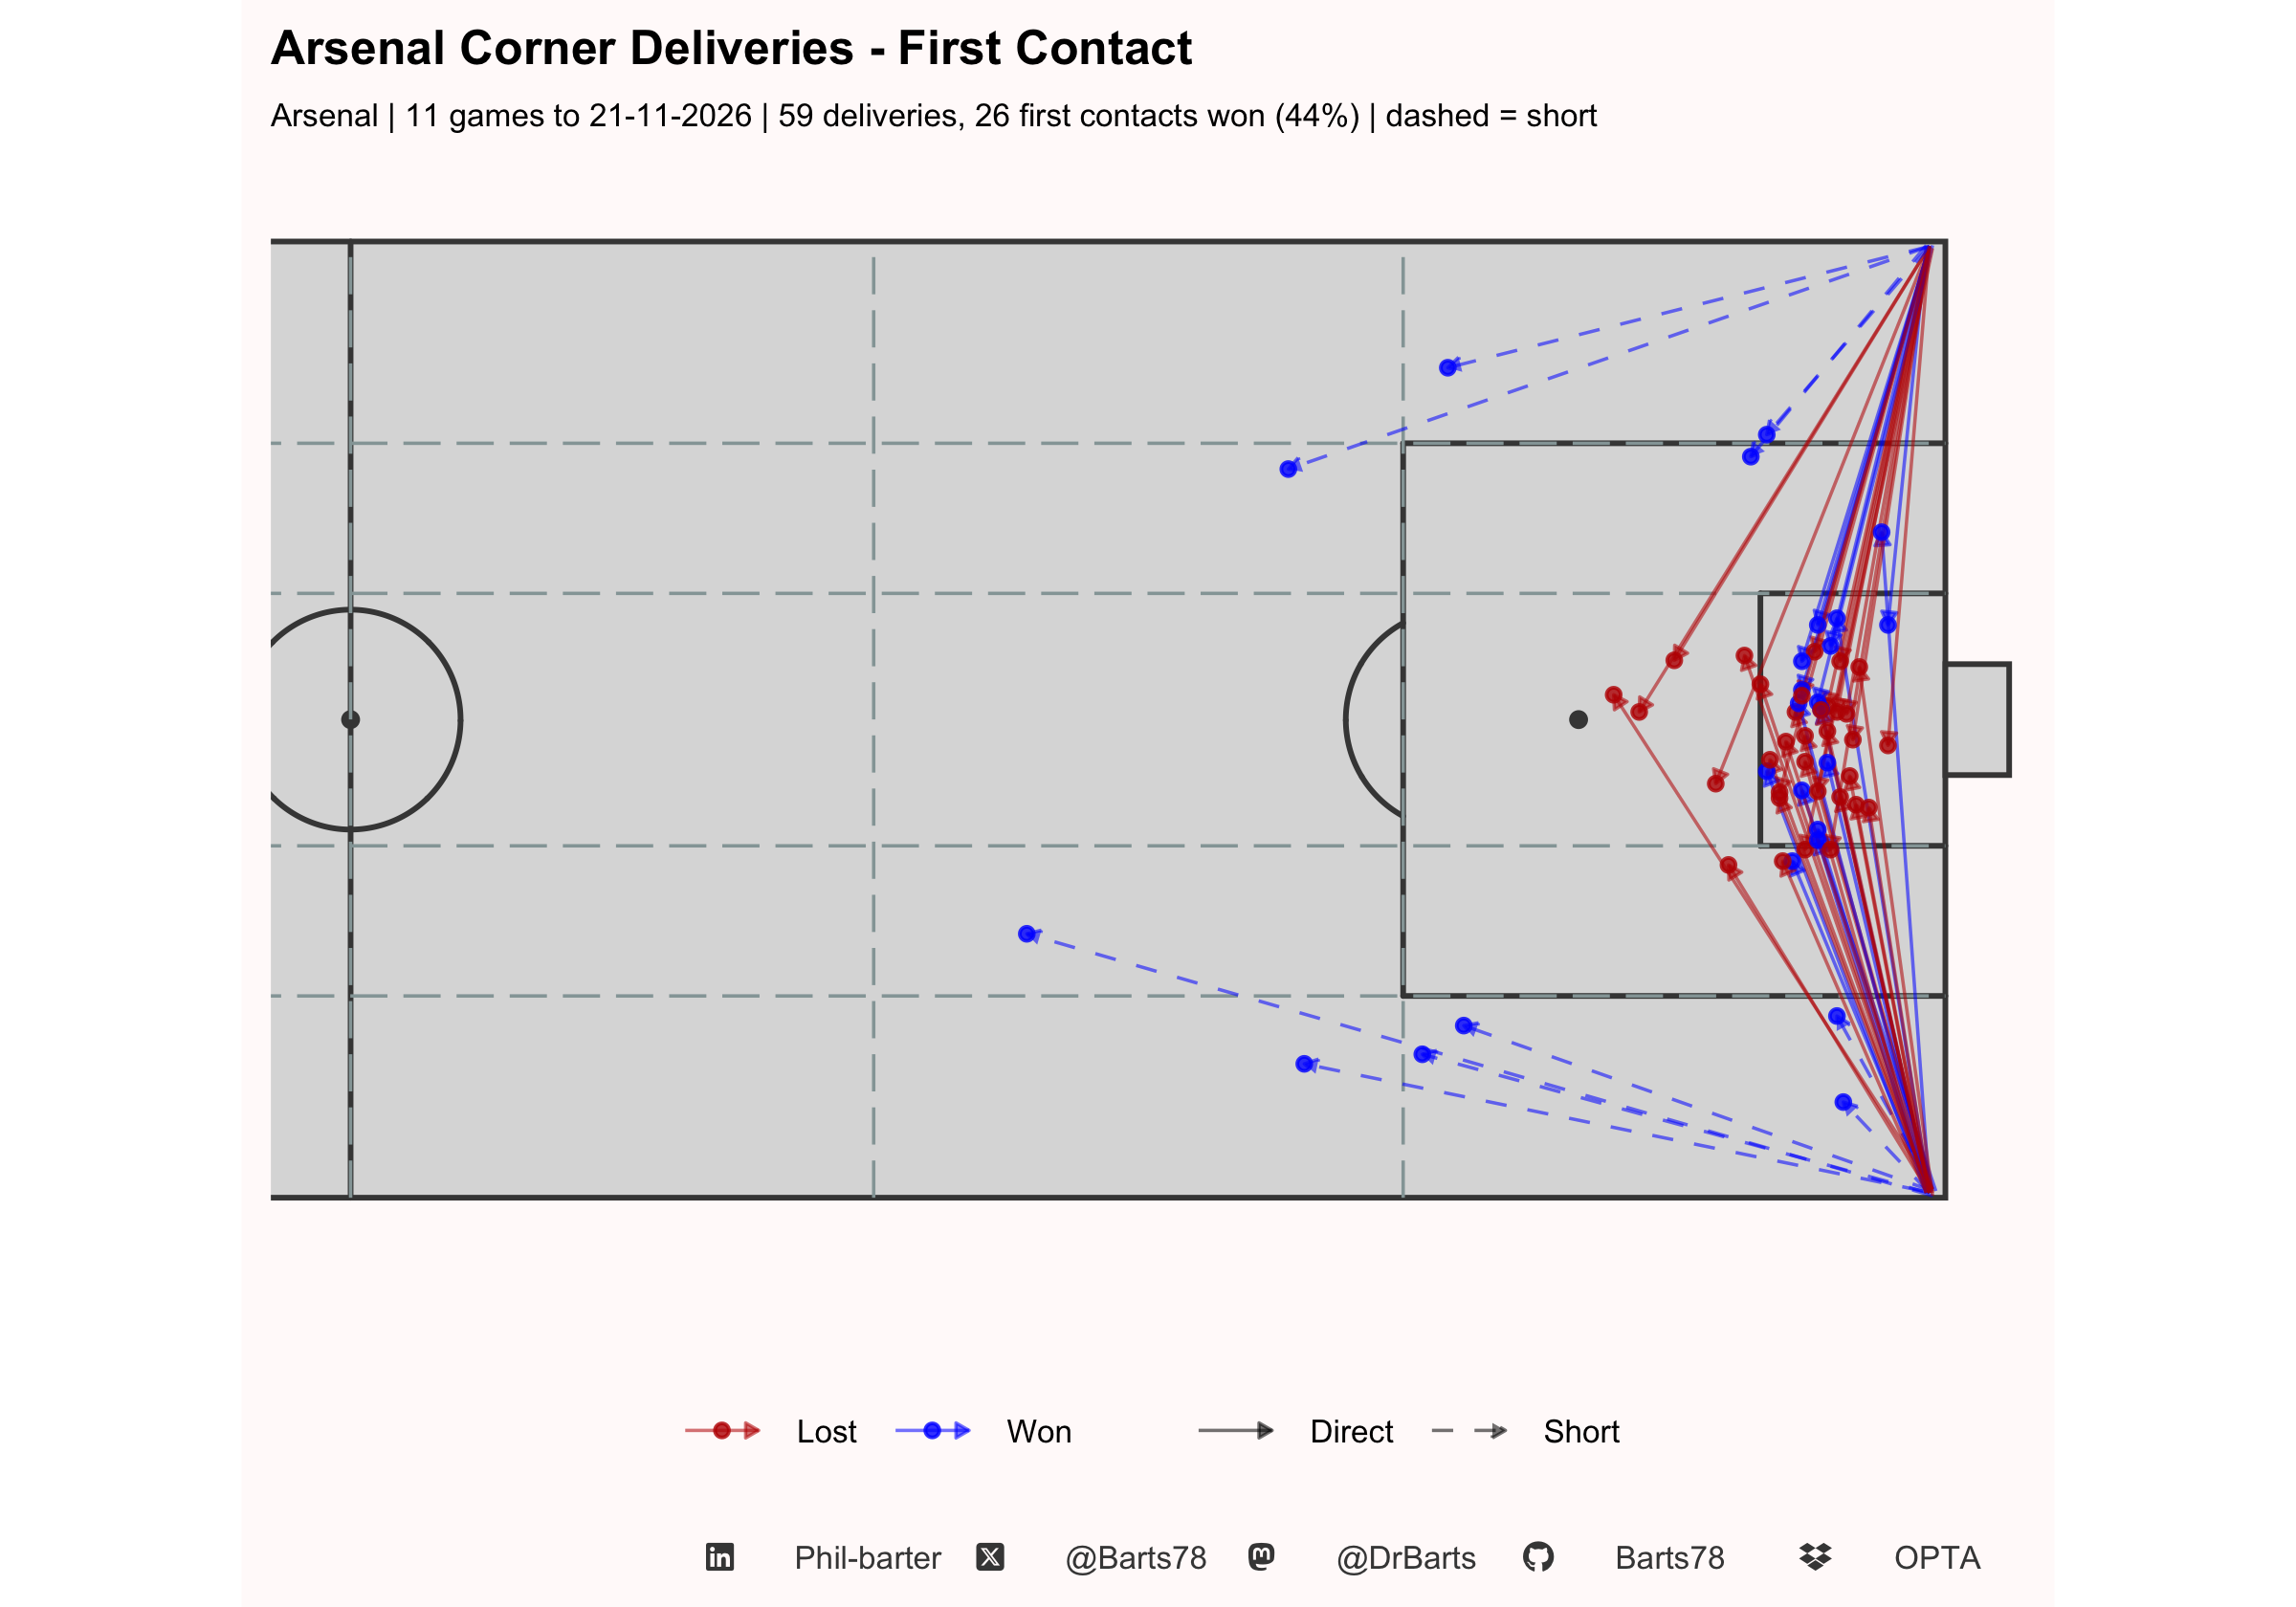 Arsenal Corner Deliveries - First Contact
Arsenal | 11 games to 21-11-2026 | 59 deliveries, 26 first contacts won (44%) | dashed = short
Lost Won Direct Short
Phil-barter @Barts78 @DrBarts Barts78 OPTA